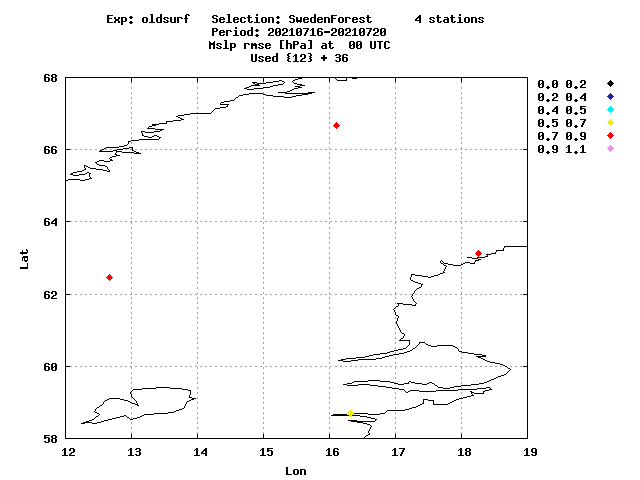 Exp: oldsurf Selection: SwedenForest 4 stations
Period: 20210716-20210720
Mslp rmse [hPa] at 00 UTC
Used {12} + 36
0.0 0.2
0.2 0.4
0.4 0.5
0.5 0.7
0.7 0.9
0.9 1.1
68
66
64
62
60
58
Lat
12 13 14 15 16 17 18 19
Lon